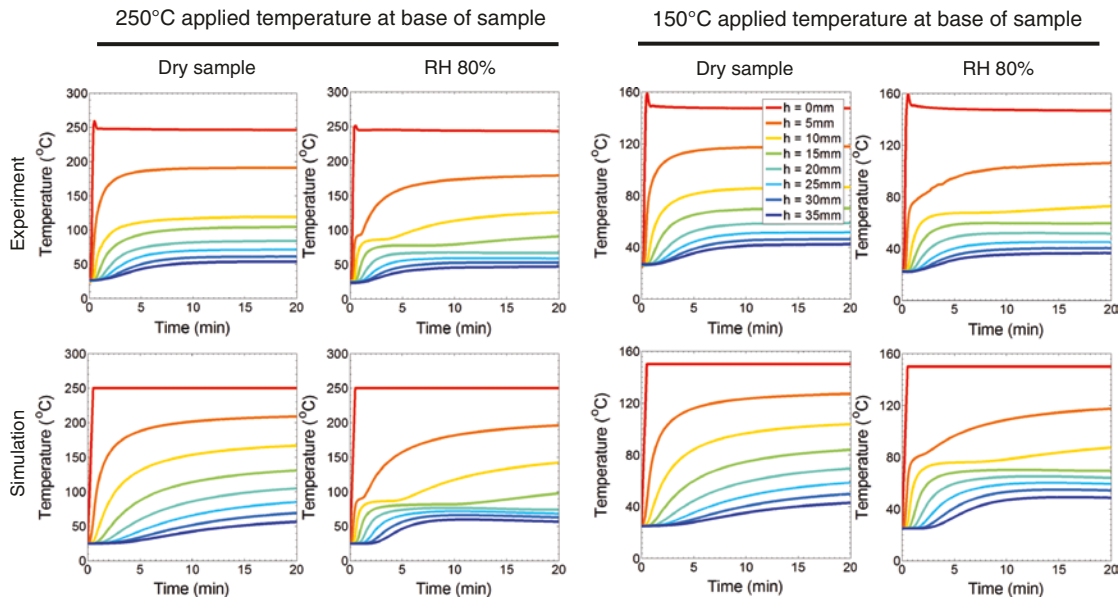 250°C applied temperature at base of sample
150°C applied temperature at base of sample
Dry sample
RH 80%
Dry sample
RH 80%
Experiment
Temperature (°C)
300
250
200
150
100
50
0
0 5 10 15 20
Time (min)
Temperature (°C)
300
250
200
150
100
50
0
0 5 10 15 20
Time (min)
Temperature (°C)
160
120
80
40
0
0 5 10 15 20
Time (min)
h = 0mm
h = 5mm
h = 10mm
h = 15mm
h = 20mm
h = 25mm
h = 30mm
h = 35mm
Temperature (°C)
160
120
80
40
0
0 5 10 15 20
Time (min)
Simulation
Temperature (°C)
300
250
200
150
100
50
0
0 5 10 15 20
Time (min)
Temperature (°C)
300
250
200
150
100
50
0
0 5 10 15 20
Time (min)
Temperature (°C)
160
120
80
40
0
0 5 10 15 20
Time (min)
Temperature (°C)
160
120
80
40
0
0 5 10 15 20
Time (min)